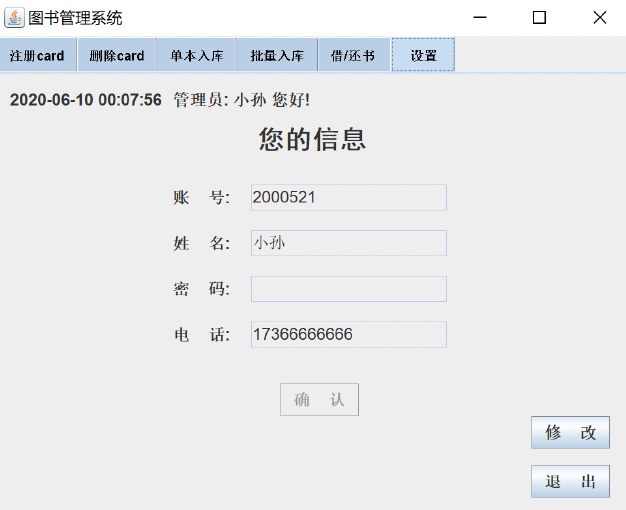 图书管理系统
注册card 删除card 单本入库 批量入库 借/还书 设置
2020-06-10 00:07:56 管理员: 小孙 您好!
您的信息
账 号: 2000521
姓 名: 小孙
密 码:
电 话: 17366666666
确 认
修 改
退 出